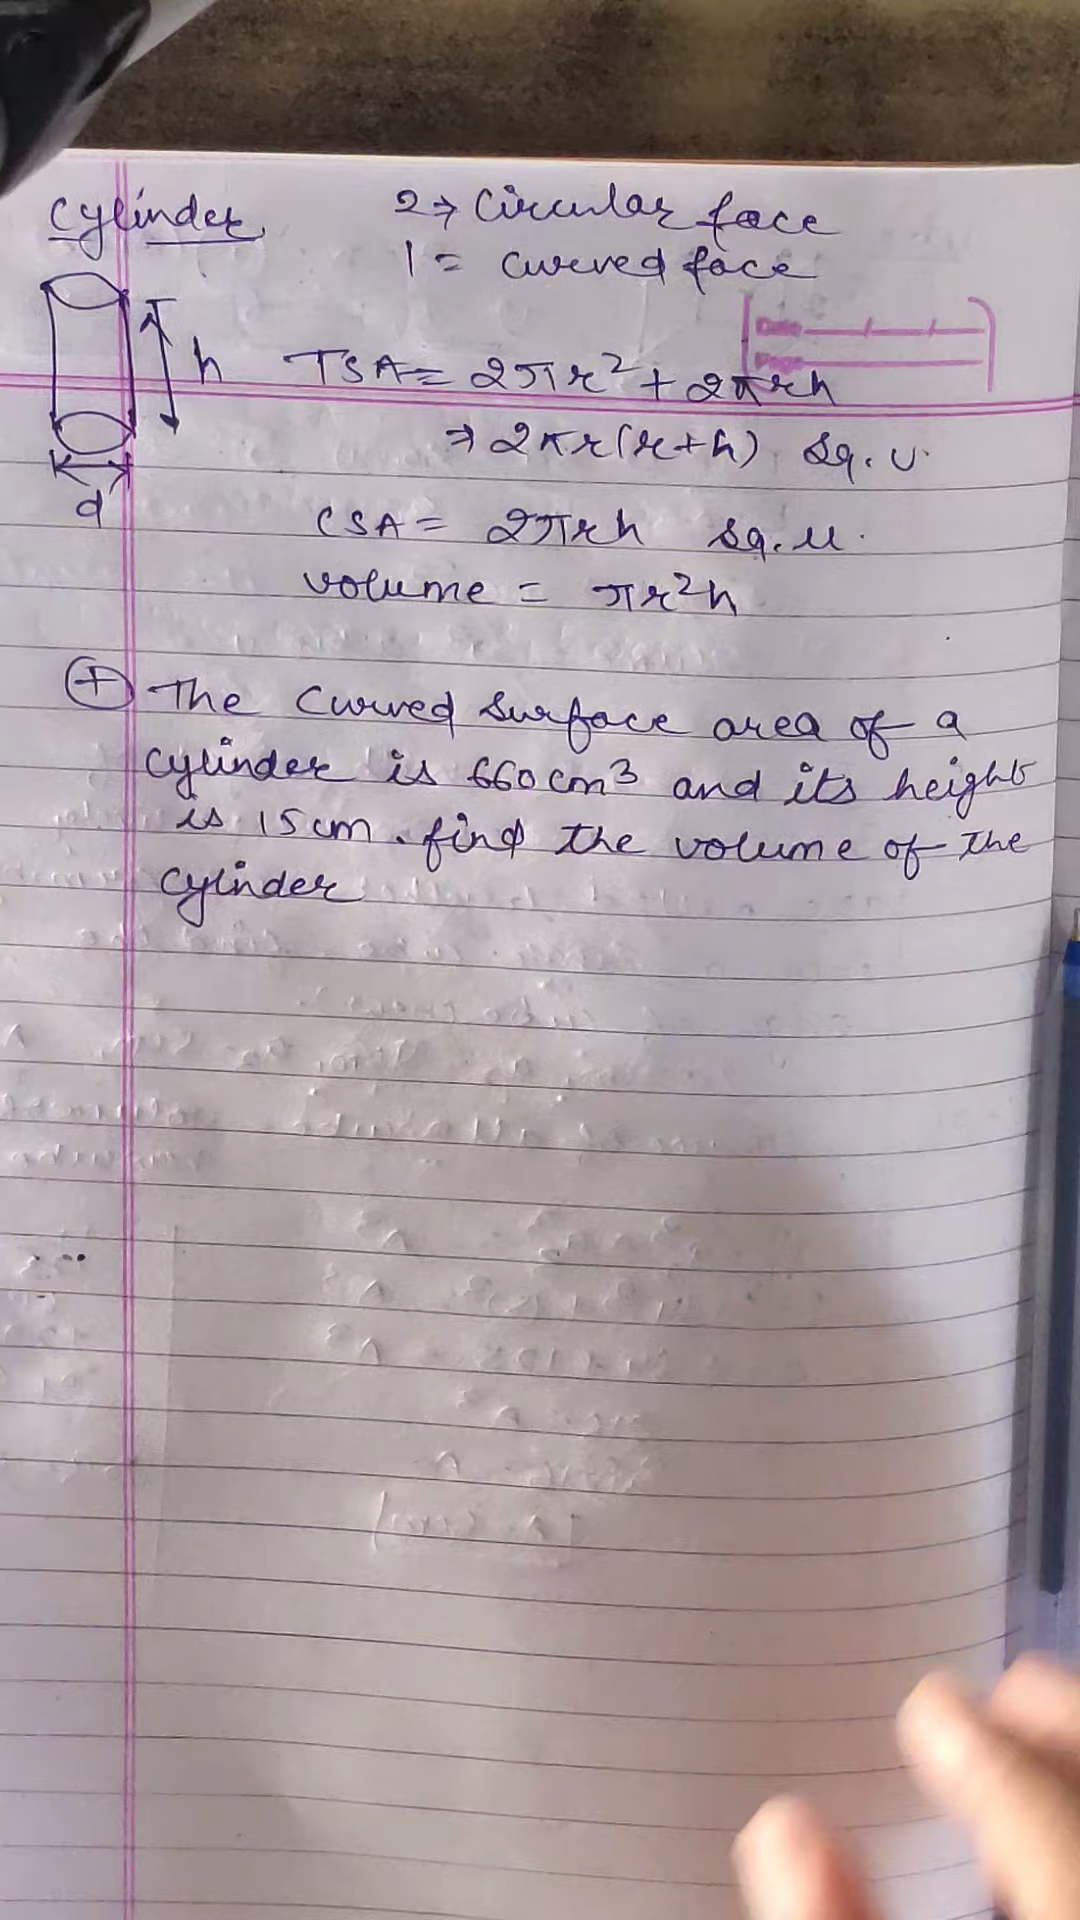 Cylinder
2→ Circular face
1 = curved face
Date
Page
h
TSA = 2πr² + 2πrh
⇒ 2πr(r+h) sq. u.
d
CSA = 2πrh sq. u.
volume = πr²h
+ The Curved Surface area of a
cylinder is 660 cm³ and its height
is 15 cm. find the volume of the
cylinder